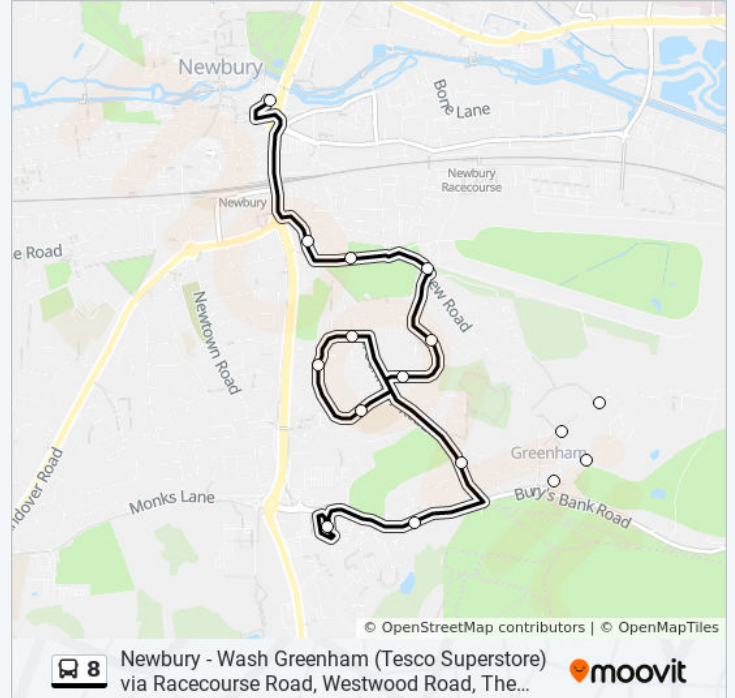 Newbury
Bone Lane
Newbury
Racecourse
Newbury
e Road
ew Road
Newtown Road
ndover Road
Greenham
Monks Lane
Bury's Bank Road
© OpenStreetMap contributors | © OpenMapTiles
8
Newbury - Wash Greenham (Tesco Superstore)
via Racecourse Road, Westwood Road, The...
moovit